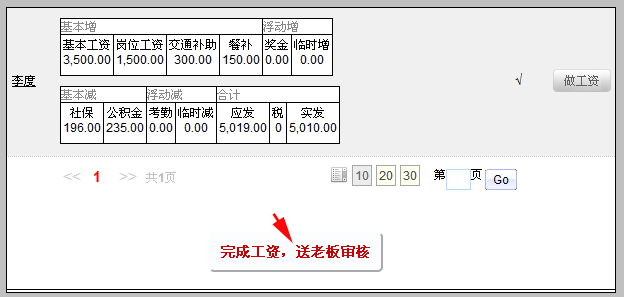 基本增 浮动增
基本工资 岗位工资 交通补助 餐补 奖金 临时增
3,500.00 1,500.00 300.00 150.00 0.00 0.00
李度 √ 做工资
基本减 浮动减 合计
社保 公积金 考勤 临时减 应发 税 实发
196.00 235.00 0.00 0.00 5,019.00 0 5,010.00
<< 1 >> 共1页 10 20 30 第 页 Go
完成工资，送老板审核